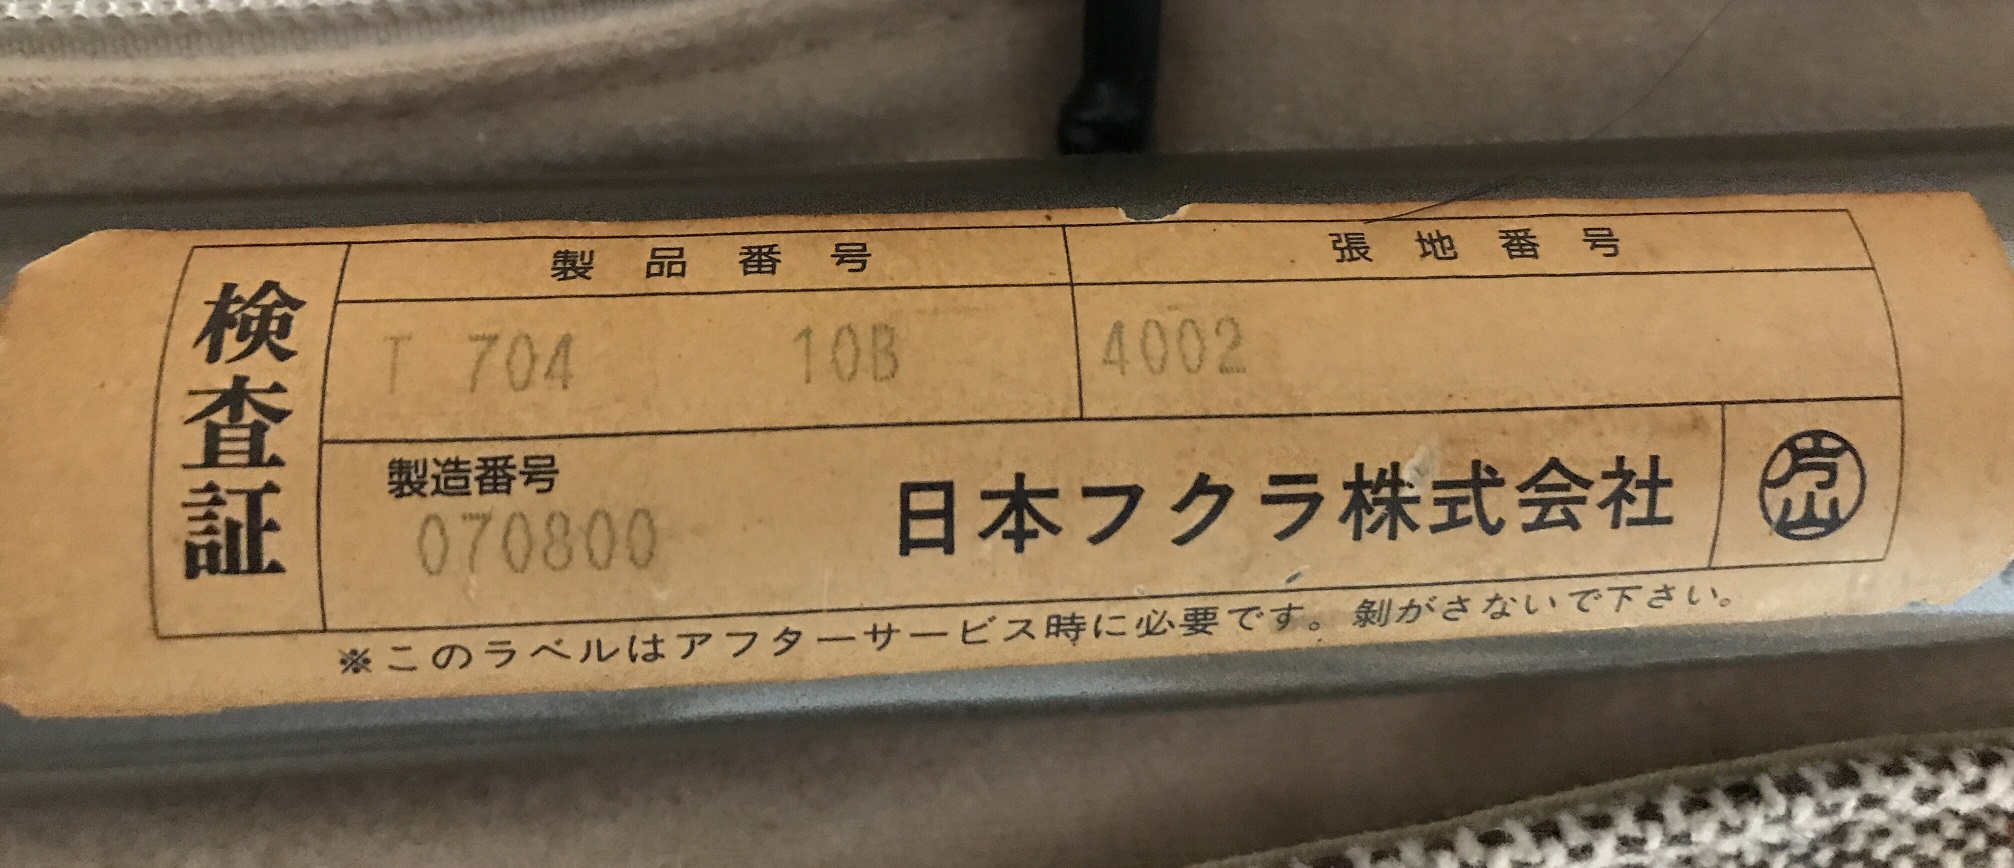 検査証
製品番号
張地番号
T 704 10B
4002
製造番号
070800
日本フクラ株式会社
片山
※このラベルはアフターサービス時に必要です。剝がさないで下さい。